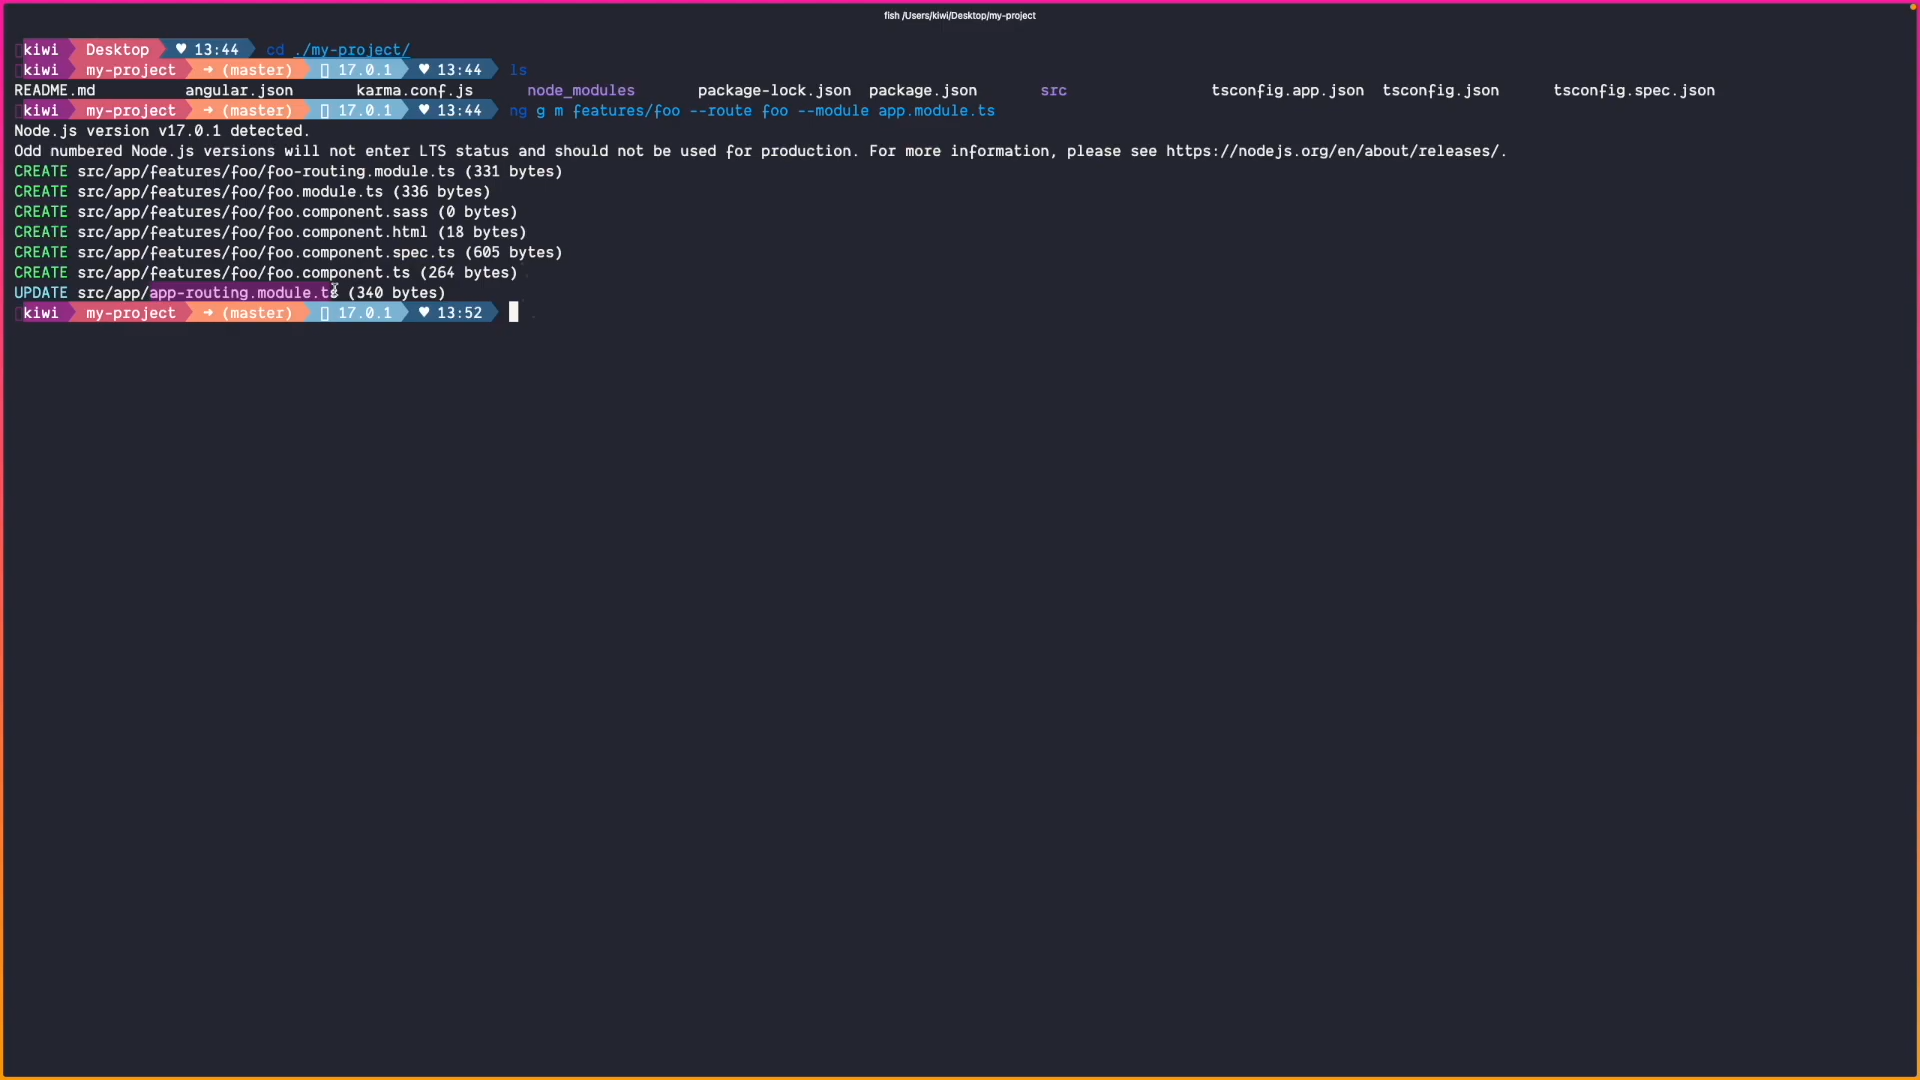 fish /Users/kiwi/Desktop/my-project
kiwi Desktop ♥ 13:44 cd ./my-project/
kiwi my-project → (master) 17.0.1 ♥ 13:44 ls
README.md angular.json karma.conf.js node_modules package-lock.json package.json src tsconfig.app.json tsconfig.json tsconfig.spec.json
kiwi my-project → (master) 17.0.1 ♥ 13:44 ng g m features/foo --route foo --module app.module.ts
Node.js version v17.0.1 detected.
Odd numbered Node.js versions will not enter LTS status and should not be used for production. For more information, please see https://nodejs.org/en/about/releases/.
CREATE src/app/features/foo/foo-routing.module.ts (331 bytes)
CREATE src/app/features/foo/foo.module.ts (336 bytes)
CREATE src/app/features/foo/foo.component.sass (0 bytes)
CREATE src/app/features/foo/foo.component.html (18 bytes)
CREATE src/app/features/foo/foo.component.spec.ts (605 bytes)
CREATE src/app/features/foo/foo.component.ts (264 bytes)
UPDATE src/app/app-routing.module.ts (340 bytes)
kiwi my-project → (master) 17.0.1 ♥ 13:52